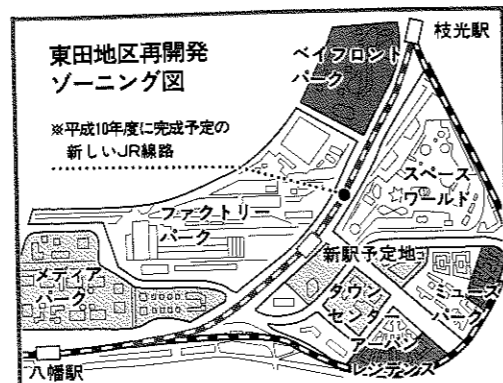 東田地区再開発
ゾーニング図
※平成10年度に完成予定の
新しいJR線路
ベイフロント
パーク
枝光駅
スペース
ワールド
ファクトリー
パーク
新駅予定地
メディア
パーク
タウン
センター
ミューズ
パーク
アーバン
レジデンス
八幡駅